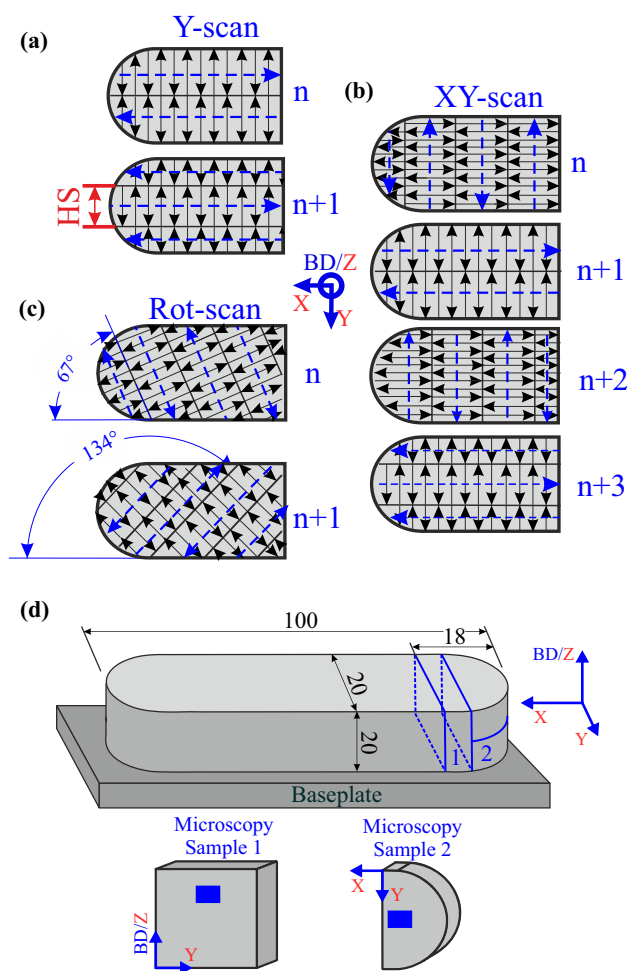 (a)
Y-scan
n
HS
n+1
(b)
XY-scan
n
n+1
n+2
n+3
BD/Z
X
Y
(c)
Rot-scan
67°
n
134°
n+1
(d)
100
18
20
20
1
2
Baseplate
BD/Z
X
Y
Microscopy
Sample 1
BD/Z
Y
Microscopy
Sample 2
X
Y